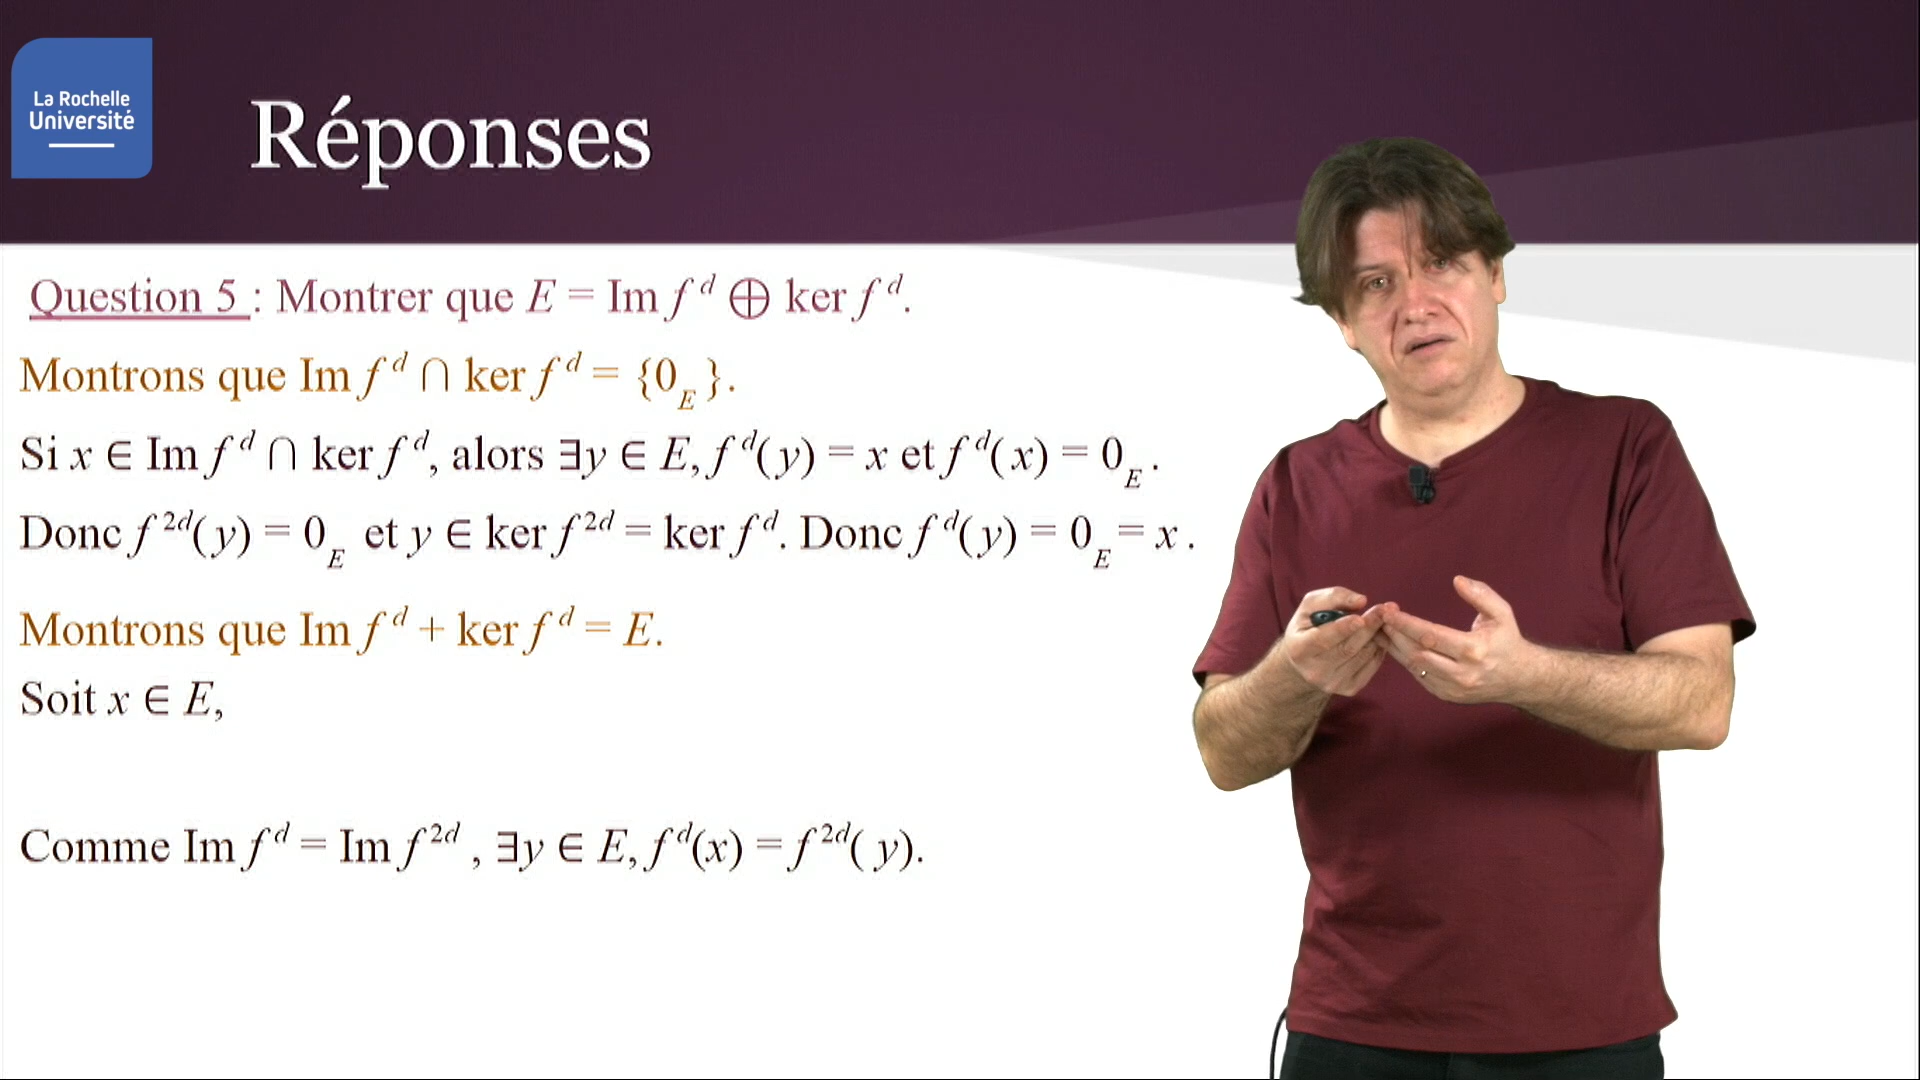 La Rochelle
Université
Réponses
Question 5 : Montrer que E = Im f ᵈ ⊕ ker f ᵈ.
Montrons que Im f ᵈ ∩ ker f ᵈ = {0_E}.
Si x ∈ Im f ᵈ ∩ ker f ᵈ, alors ∃y ∈ E, f ᵈ(y) = x et f ᵈ(x) = 0_E.
Donc f ²ᵈ(y) = 0_E et y ∈ ker f ²ᵈ = ker f ᵈ. Donc f ᵈ(y) = 0_E = x.
Montrons que Im f ᵈ + ker f ᵈ = E.
Soit x ∈ E,
Comme Im f ᵈ = Im f ²ᵈ , ∃y ∈ E, f ᵈ(x) = f ²ᵈ(y).